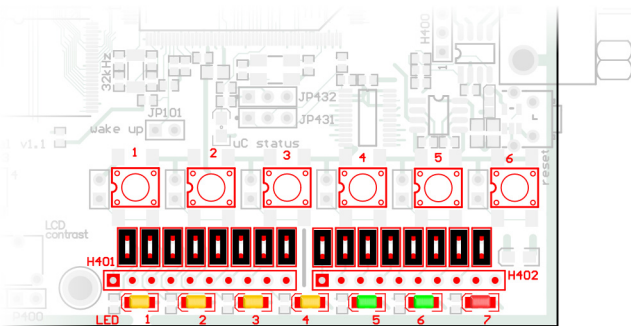 H400
1
32kHz
JP432
JP101
JP431
wake up
v1.1
uC status
1 2 3 4 5 6
reset
LCD
contrast
H401
H402
P400
LED 1 2 3 4 5 6 7